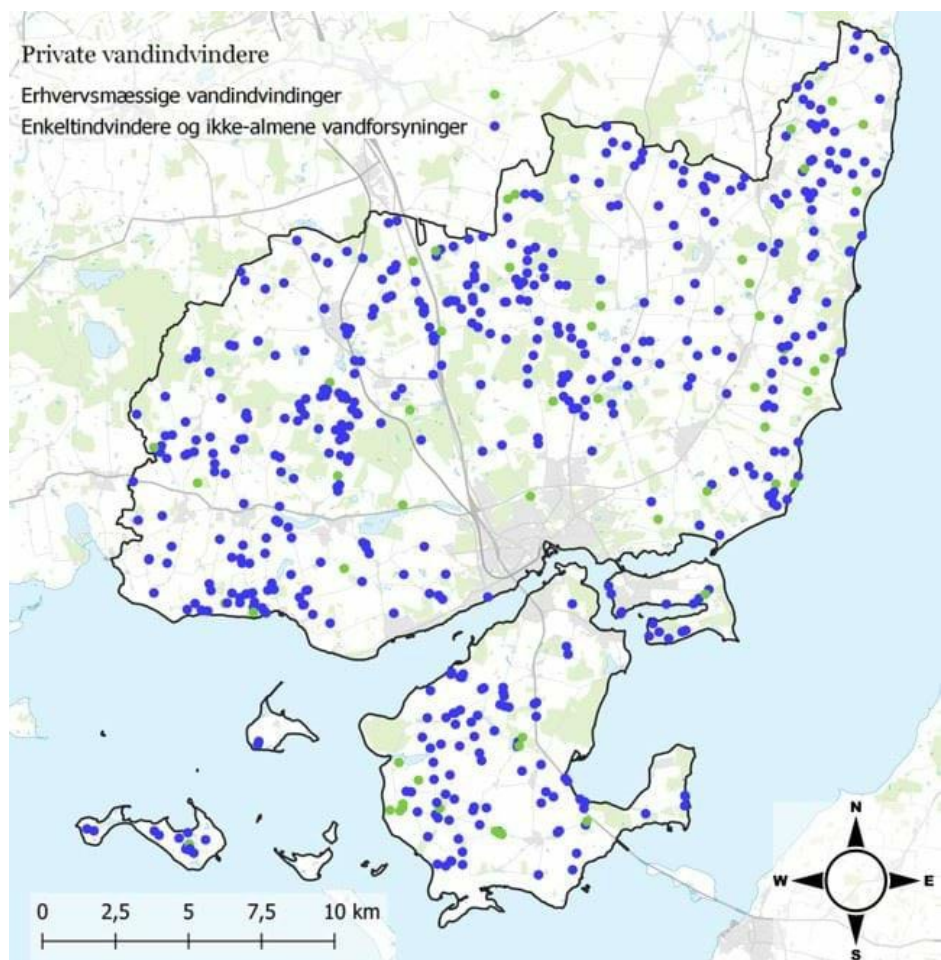 Private vandindvindere
Erhvervsmæssige vandindvindinger
Enkeltindvindere og ikke-almene vandforsyninger
N
W
E
S
0 2,5 5 7,5 10 km